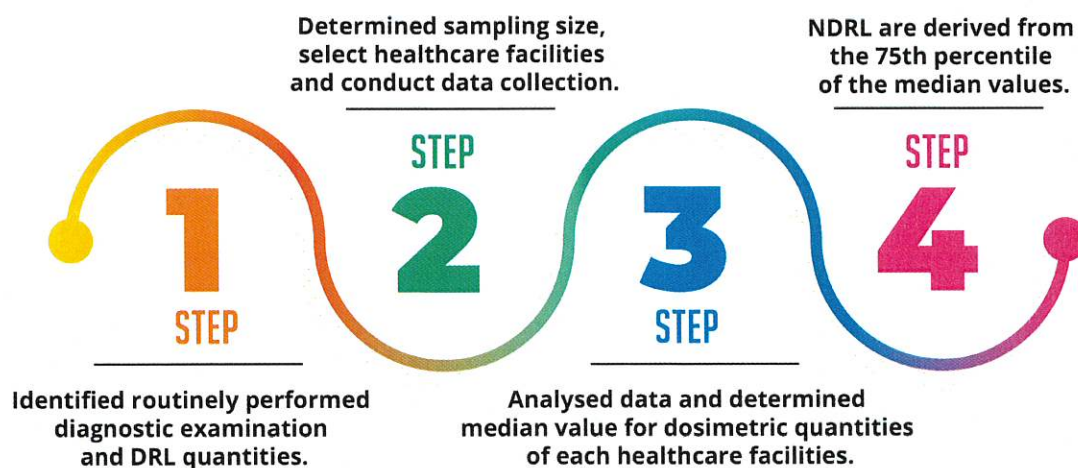 Determined sampling size,
select healthcare facilities
and conduct data collection.
NDRL are derived from
the 75th percentile
of the median values.
1
STEP
STEP
2
3
STEP
STEP
4
Identified routinely performed
diagnostic examination
and DRL quantities.
Analysed data and determined
median value for dosimetric quantities
of each healthcare facilities.